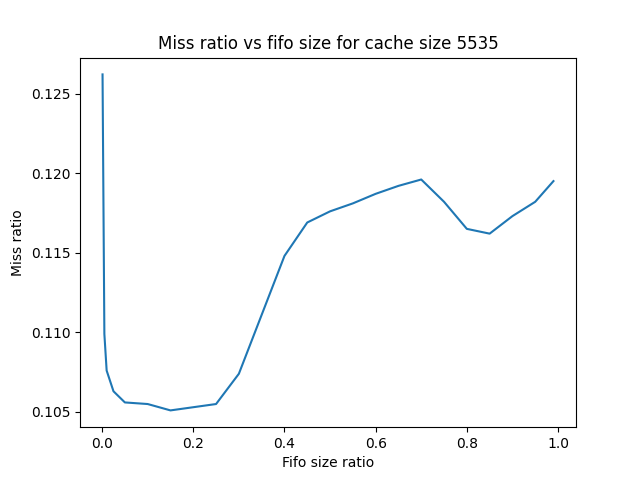 Miss ratio vs fifo size for cache size 5535
0.125
0.120
0.115
0.110
0.105
Miss ratio
0.0 0.2 0.4 0.6 0.8 1.0
Fifo size ratio